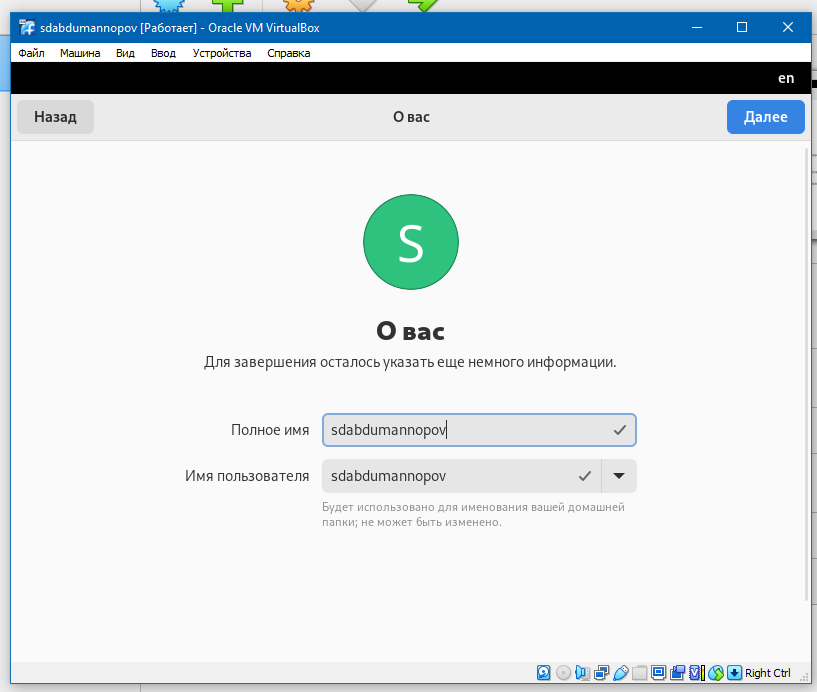 sdabdumannopov [Работает] - Oracle VM VirtualBox
Файл Машина Вид Ввод Устройства Справка
en
Назад О вас Далее
S
О вас
Для завершения осталось указать еще немного информации.
Полное имя sdabdumannopov
Имя пользователя sdabdumannopov
Будет использовано для именования вашей домашней
папки; не может быть изменено.
Right Ctrl